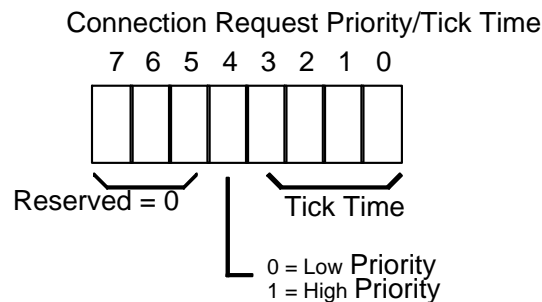 Connection Request Priority/Tick Time
7 6 5 4 3 2 1 0
Reserved = 0
Tick Time
0 = Low Priority
1 = High Priority